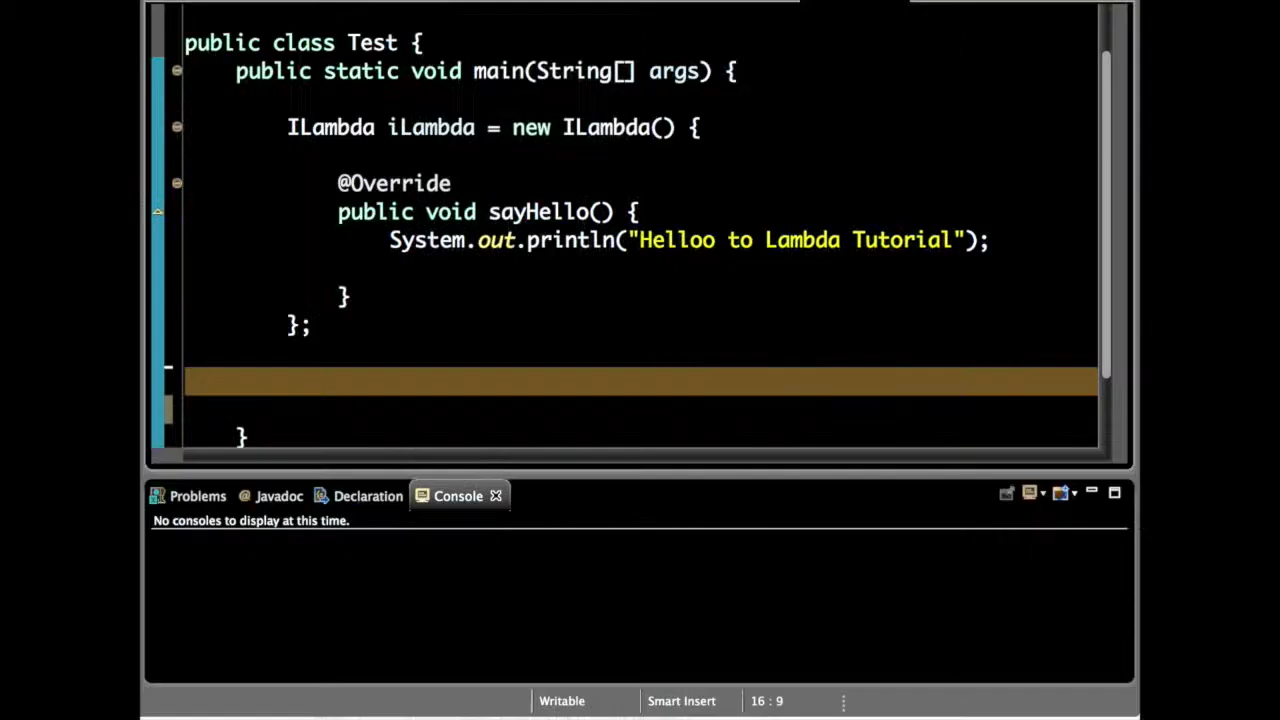 public class Test {
public static void main(String[] args) {
ILambda iLambda = new ILambda() {
@Override
public void sayHello() {
System.out.println("Helloo to Lambda Tutorial");
}
};
}
Problems @ Javadoc Declaration Console
No consoles to display at this time.
Writable Smart Insert 16 : 9